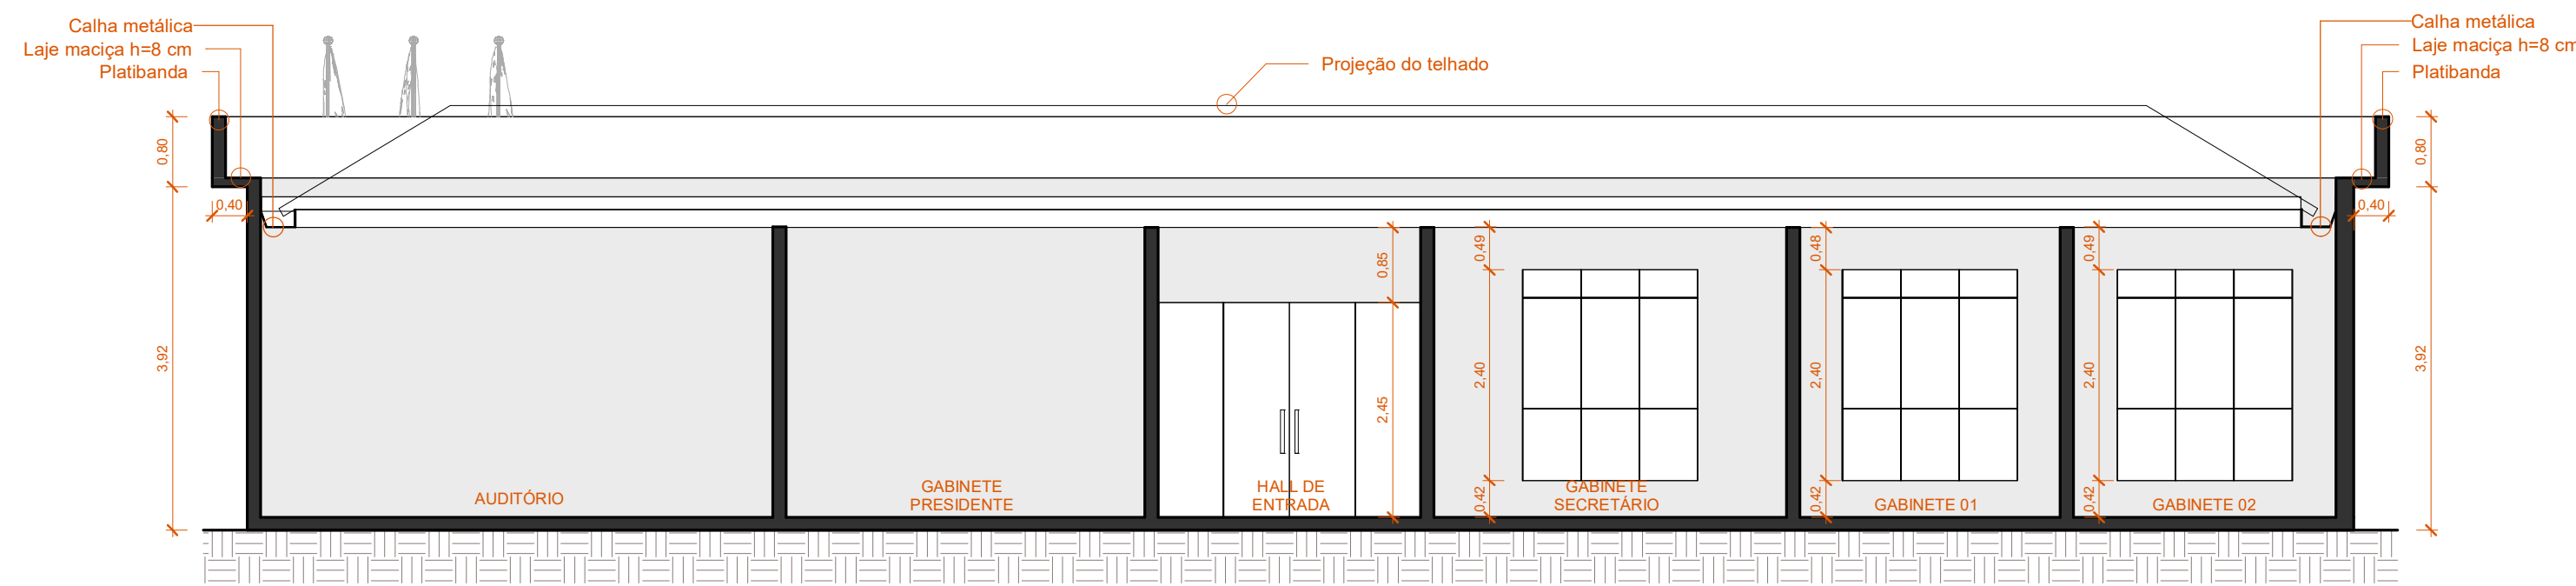 Calha metálica
Laje maciça h=8 cm
Platibanda
Projeção do telhado
Calha metálica
Laje maciça h=8 cm
Platibanda
0,80
3,92
0,40
0,85
2,45
0,49
2,40
0,42
0,48
2,40
0,42
0,49
2,40
0,42
0,40
0,80
3,92
AUDITÓRIO
GABINETE
PRESIDENTE
HALL DE
ENTRADA
GABINETE
SECRETÁRIO
GABINETE 01
GABINETE 02